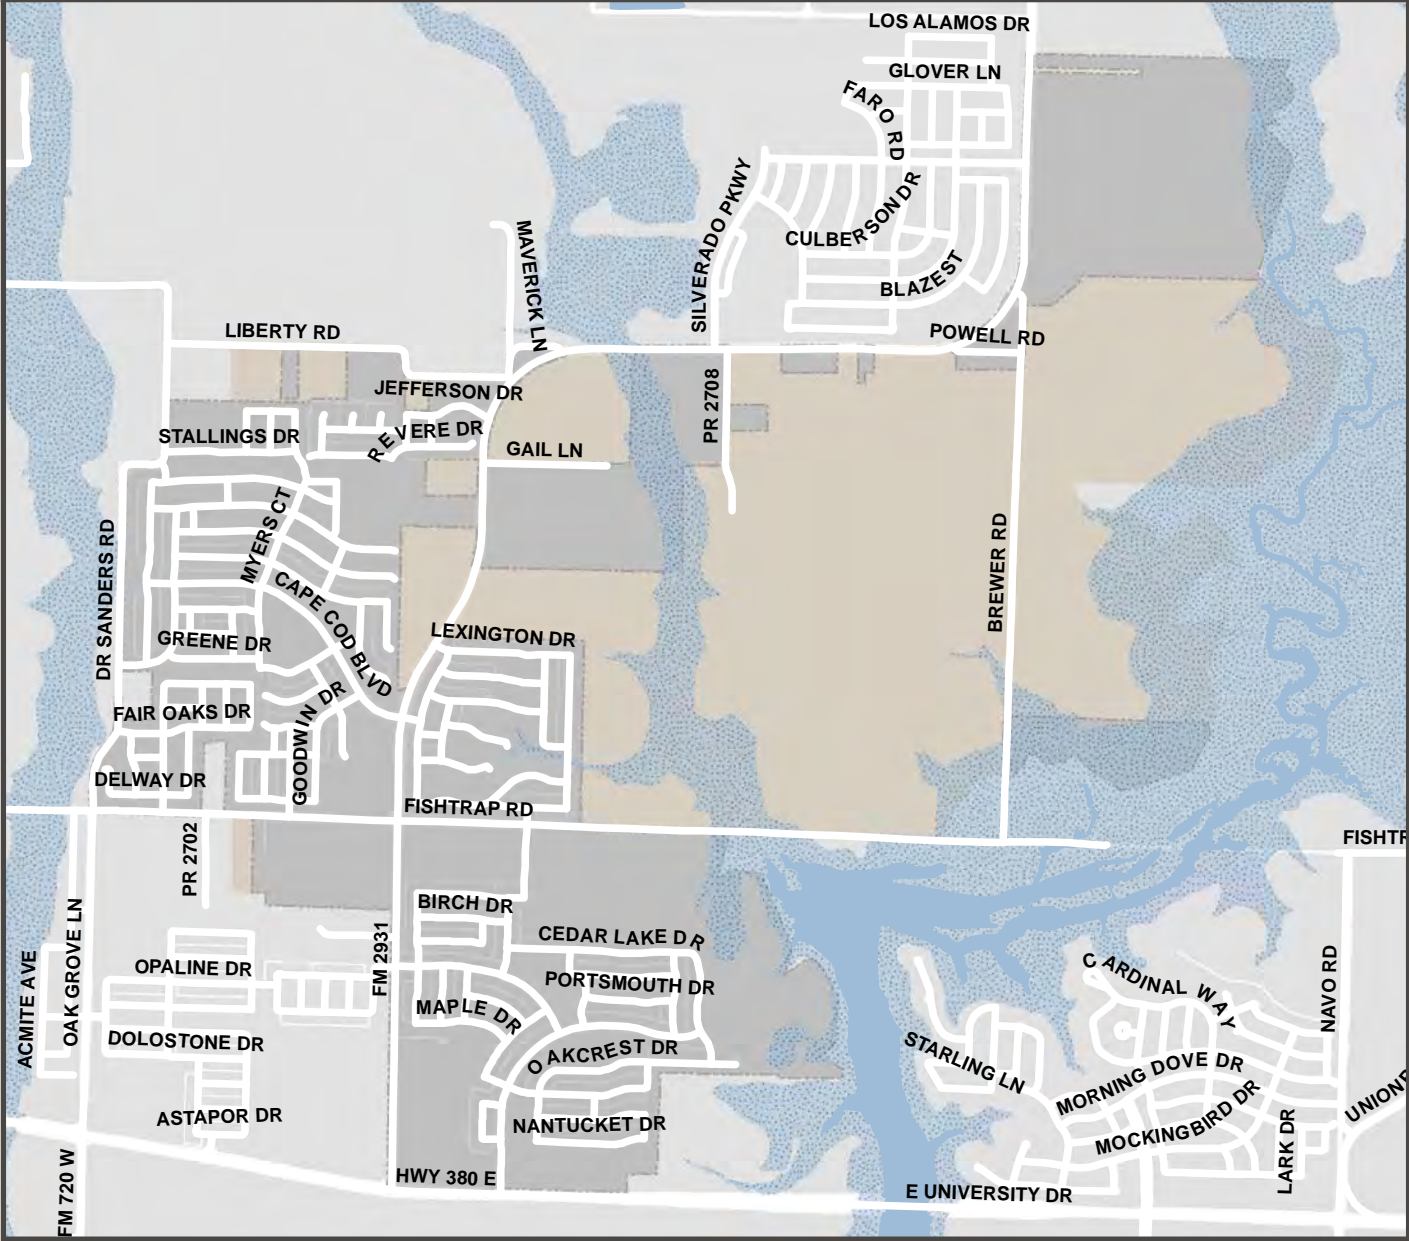 LOS ALAMOS DR
GLOVER LN
FARO RD
SILVERADO PKWY
CULBERSON DR
MAVERICK LN
BLAZE ST
LIBERTY RD
POWELL RD
JEFFERSON DR
PR 2708
STALLINGS DR
REVERE DR
GAIL LN
MYERS CT
DR SANDERS RD
BREWER RD
CAPE COD BLVD
GREENE DR
LEXINGTON DR
GOODWIN DR
FAIR OAKS DR
DELWAY DR
FISHTRAP RD
PR 2702
FISHTR
BIRCH DR
OAK GROVE LN
ACMITE AVE
FM 2931
CEDAR LAKE DR
OPALINE DR
PORTSMOUTH DR
CARDINAL WAY
NAVO RD
MAPLE DR
DOLOSTONE DR
OAKCREST DR
STARLING LN
MORNING DOVE DR
ASTAPOR DR
NANTUCKET DR
MOCKINGBIRD DR
LARK DR
UNIOND
FM 720 W
HWY 380 E
E UNIVERSITY DR